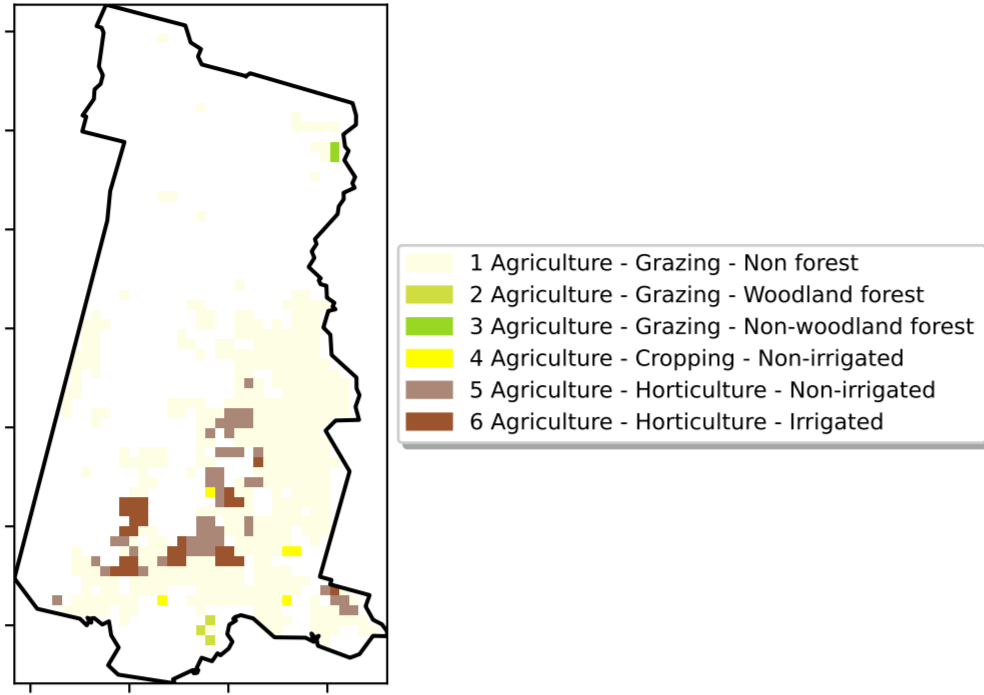 1 Agriculture - Grazing - Non forest
2 Agriculture - Grazing - Woodland forest
3 Agriculture - Grazing - Non-woodland forest
4 Agriculture - Cropping - Non-irrigated
5 Agriculture - Horticulture - Non-irrigated
6 Agriculture - Horticulture - Irrigated